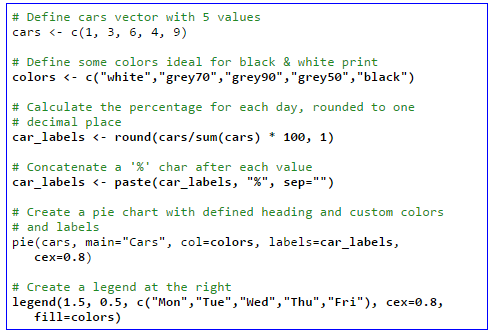 # Define cars vector with 5 values
cars <- c(1, 3, 6, 4, 9)
# Define some colors ideal for black & white print
colors <- c("white","grey70","grey90","grey50","black")
# Calculate the percentage for each day, rounded to one
# decimal place
car_labels <- round(cars/sum(cars) * 100, 1)
# Concatenate a '%' char after each value
car_labels <- paste(car_labels, "%", sep="")
# Create a pie chart with defined heading and custom colors
# and labels
pie(cars, main="Cars", col=colors, labels=car_labels,
cex=0.8)
# Create a legend at the right
legend(1.5, 0.5, c("Mon","Tue","Wed","Thu","Fri"), cex=0.8,
fill=colors)